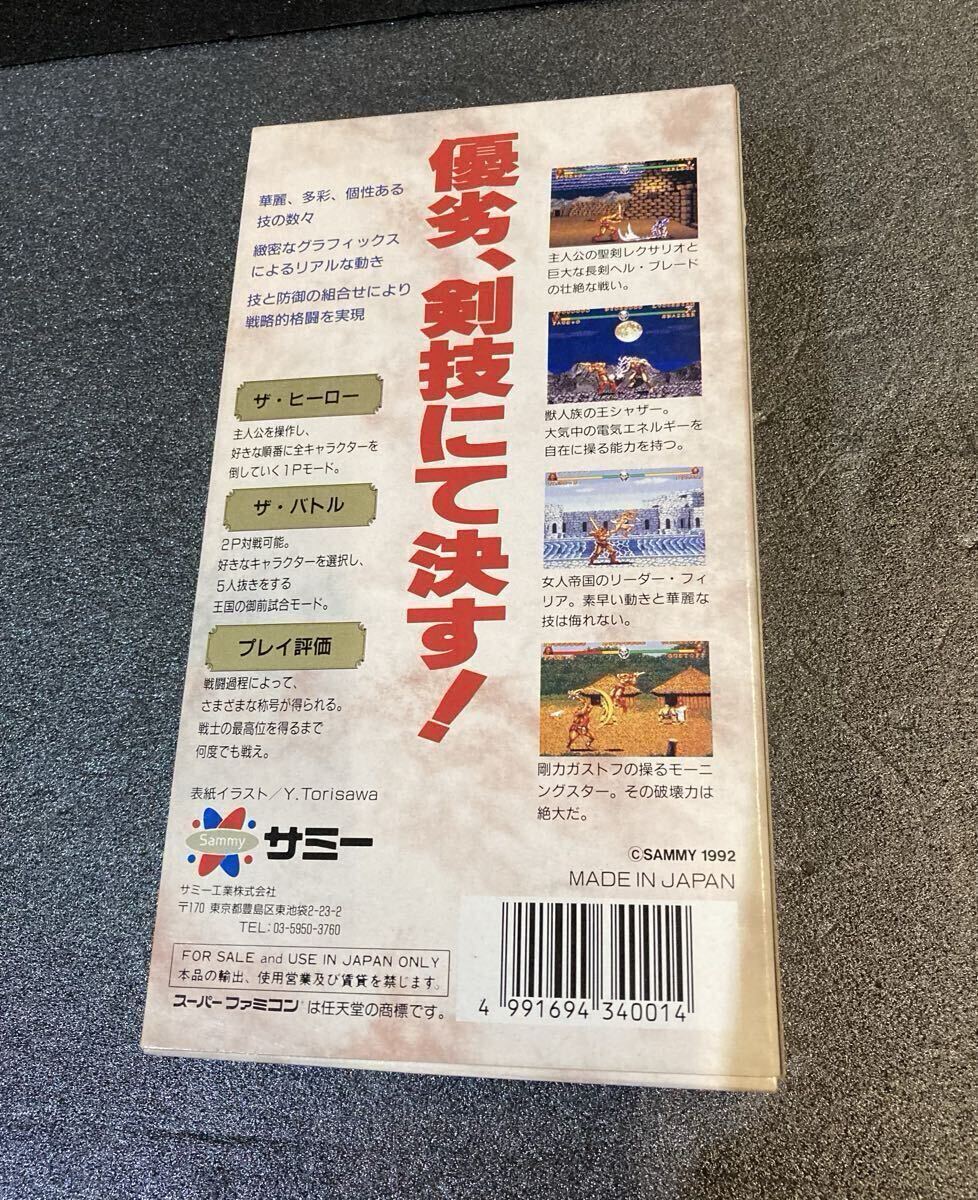 優劣、剣技にて決す！
華麗、多彩、個性ある
技の数々
緻密なグラフィックス
によるリアルな動き
技と防御の組合せにより
戦略的格闘を実現
ザ・ヒーロー
主人公を操作し、
好きな順番に全キャラクターを
倒していく1Pモード。
ザ・バトル
2P対戦可能。
好きなキャラクターを選択し、
5人抜きをする
王国の御前試合モード。
プレイ評価
戦闘過程によって、
さまざまな称号が得られる。
戦士の最高位を得るまで
何度でも戦え。
主人公の聖剣レクサリオと
巨大な長剣ヘル・ブレード
の壮絶な戦い。
獣人族の王シャザー。
大気中の電気エネルギーを
自在に操る能力を持つ。
女人帝国のリーダー・フィ
リア。素早い動きと華麗な
技は侮れない。
剛力ガストフの操るモーニ
ングスター。その破壊力は
絶大だ。
表紙イラスト／Y.Torisawa
Sammy サミー
サミー工業株式会社
〒170 東京都豊島区東池袋2-23-2
TEL：03-5950-3760
FOR SALE and USE IN JAPAN ONLY
本品の輸出、使用営業及び賃貸を禁じます。
スーパーファミコンは任天堂の商標です。
©SAMMY 1992
MADE IN JAPAN
4 991694 340014